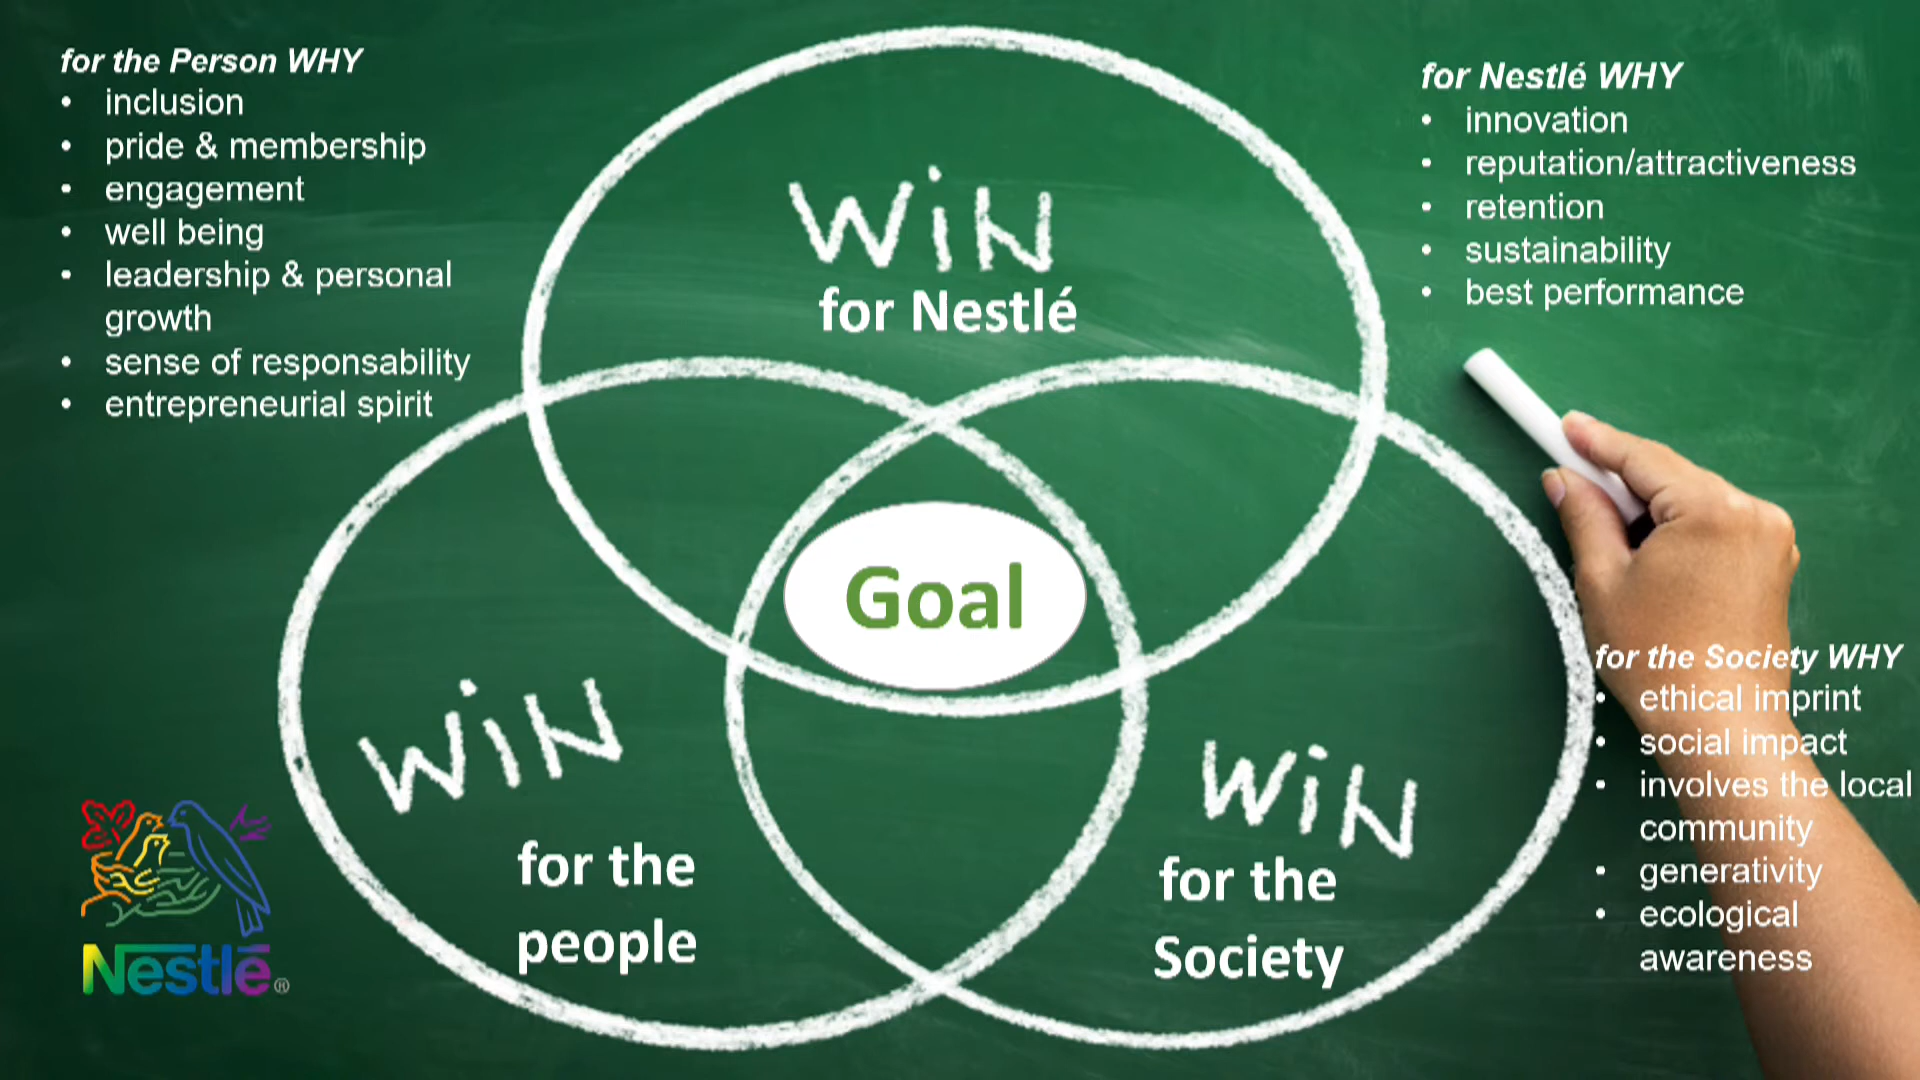 for the Person WHY
• inclusion
• pride & membership
• engagement
• well being
• leadership & personal
growth
• sense of responsability
• entrepreneurial spirit
for Nestlé WHY
• innovation
• reputation/attractiveness
• retention
• sustainability
• best performance
WiN
for Nestlé
Goal
WiN
for the
people
WiN
for the
Society
for the Society WHY
• ethical imprint
• social impact
• involves the local
community
• generativity
• ecological
awareness
Nestlé®